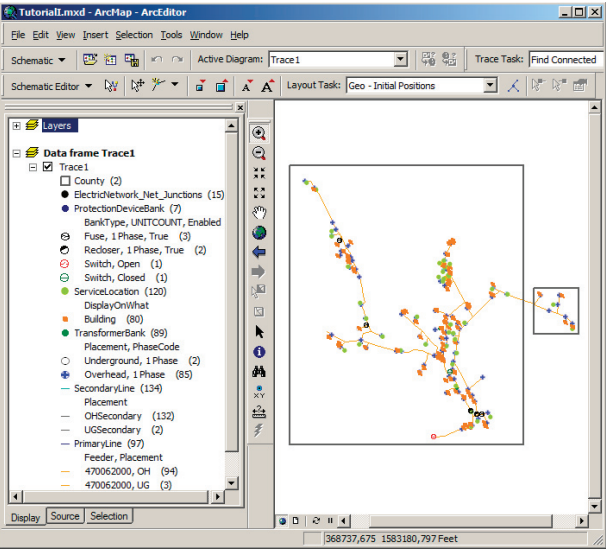 TutorialI.mxd - ArcMap - ArcEditor
File Edit View Insert Selection Tools Window Help
Schematic Active Diagram: Trace1 Trace Task: Find Connected
Schematic Editor Layout Task: Geo - Initial Positions
Layers
Data frame Trace1
Trace1
County (2)
ElectricNetwork_Net_Junctions (15)
ProtectionDeviceBank (7)
BankType, UNITCOUNT, Enabled
Fuse, 1 Phase, True (3)
Recloser, 1 Phase, True (2)
Switch, Open (1)
Switch, Closed (1)
ServiceLocation (120)
DisplayOnWhat
Building (80)
TransformerBank (89)
Placement, PhaseCode
Underground, 1 Phase (2)
Overhead, 1 Phase (85)
SecondaryLine (134)
Placement
OHSecondary (132)
UGSecondary (2)
PrimaryLine (97)
Feeder, Placement
470062000, OH (94)
470062000, UG (3)
XY
Display Source Selection
368737,675 1583180,797 Feet